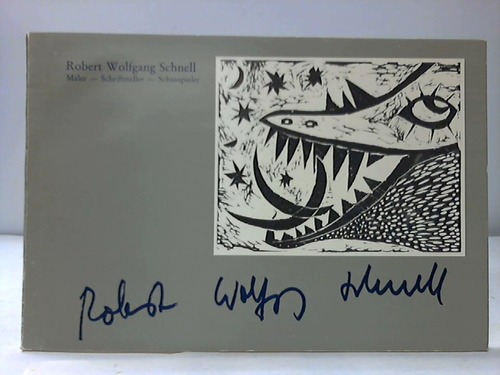 Robert Wolfgang Schnell
Maler — Schriftsteller — Schauspieler
Robert Wolfgang Schnell